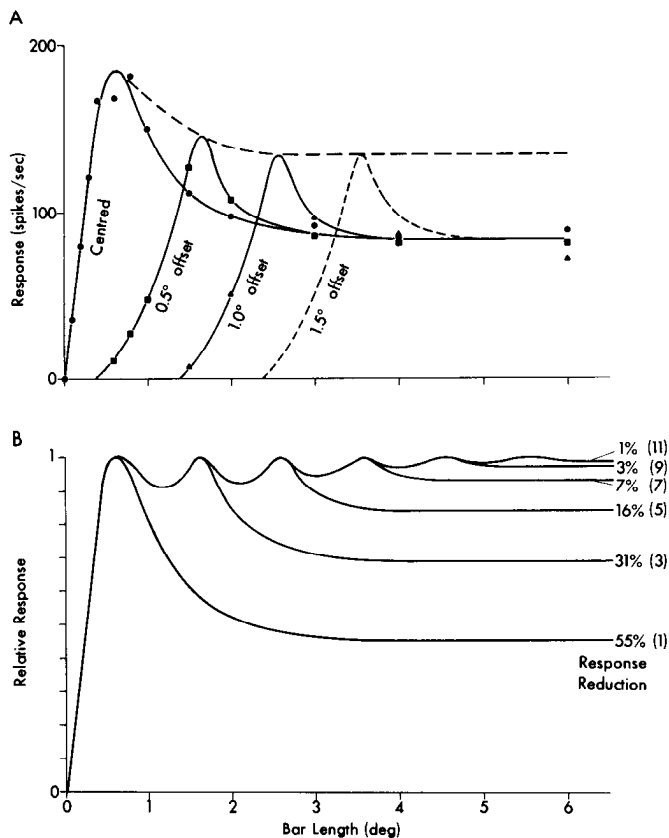 A
200
100
0
Response (spikes/sec)
Centred
0.5° offset
1.0° offset
1.5° offset
B
1
0
Relative Response
1% (11)
3% (9)
7% (7)
16% (5)
31% (3)
55% (1)
Response
Reduction
0 1 2 3 4 5 6
Bar Length (deg)